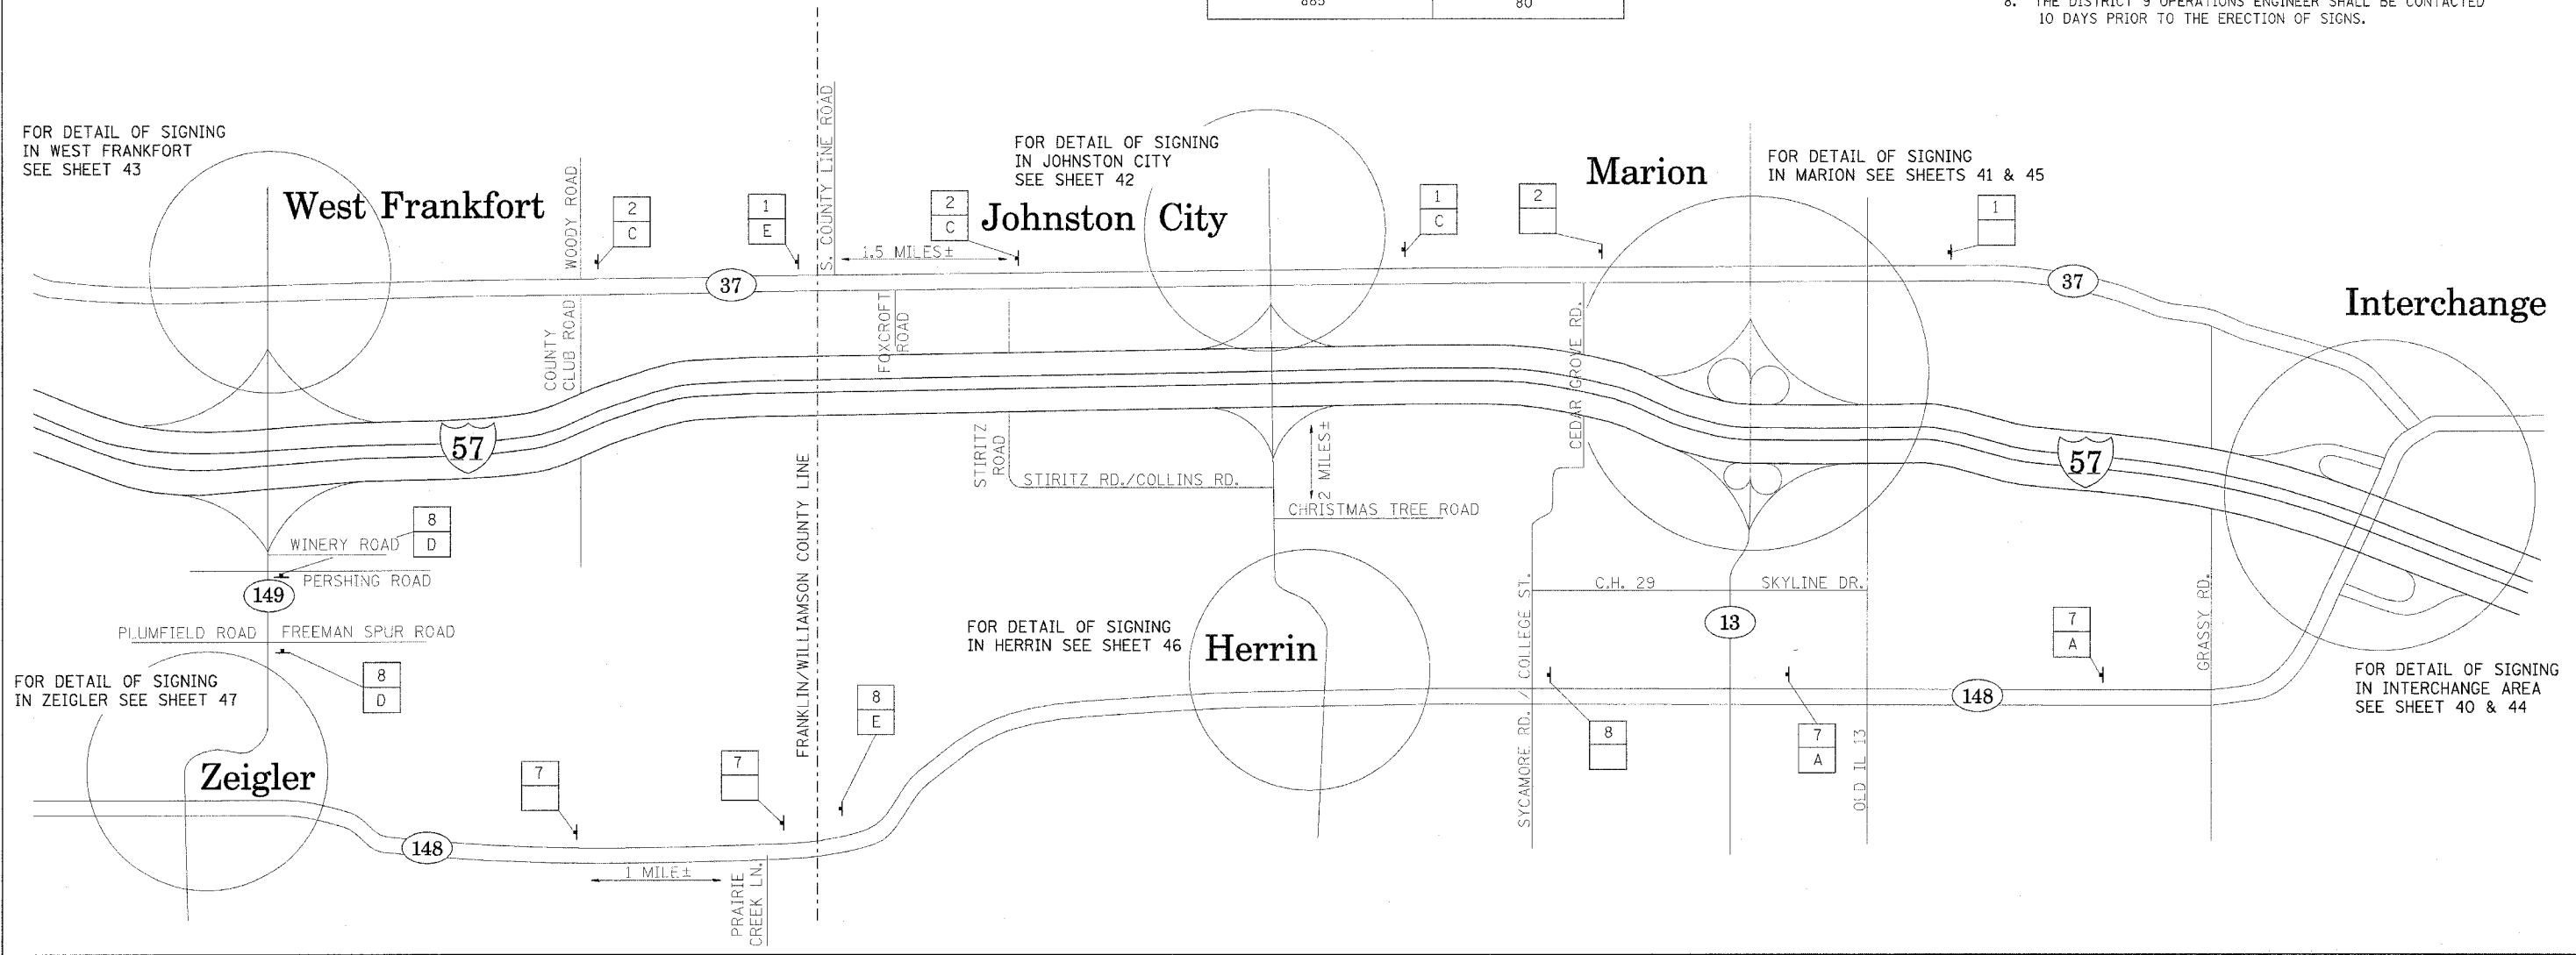 885 80
8. THE DISTRICT 9 OPERATIONS ENGINEER SHALL BE CONTACTED
10 DAYS PRIOR TO THE ERECTION OF SIGNS.
FOR DETAIL OF SIGNING
IN WEST FRANKFORT
SEE SHEET 43
West Frankfort
WOODY ROAD
2
C
1
E
S. COUNTY LINE ROAD
1.5 MILES±
2
C
FOR DETAIL OF SIGNING
IN JOHNSTON CITY
SEE SHEET 42
Johnston City
1
C
2
Marion
FOR DETAIL OF SIGNING
IN MARION SEE SHEETS 41 & 45
1
37
37
Interchange
COUNTY
CLUB ROAD
FOXCROFT
ROAD
CEDAR GROVE RD.
57
57
STIRITZ
ROAD
STIRITZ RD./COLLINS RD.
2 MILES±
CHRISTMAS TREE ROAD
8
D
WINERY ROAD
PERSHING ROAD
149
PLUMFIELD ROAD
FREEMAN SPUR ROAD
8
D
FOR DETAIL OF SIGNING
IN ZEIGLER SEE SHEET 47
Zeigler
FRANKLIN/WILLIAMSON COUNTY LINE
FOR DETAIL OF SIGNING
IN HERRIN SEE SHEET 46
Herrin
C.H. 29
SKYLINE DR.
13
SYCAMORE RD. / COLLEGE ST.
7
A
GRASSY RD.
148
FOR DETAIL OF SIGNING
IN INTERCHANGE AREA
SEE SHEET 40 & 44
8
E
8
7
A
OLD IL 13
7
7
148
1 MILE±
PRAIRIE
CREEK LN.